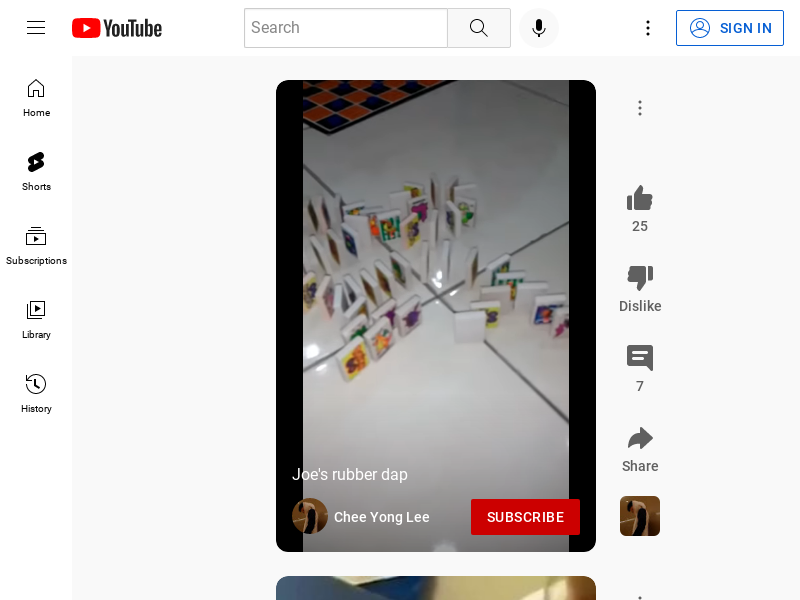 YouTube
Search
SIGN IN
Home
Shorts
Subscriptions
Library
History
25
Dislike
7
Share
Joe's rubber dap
Chee Yong Lee
SUBSCRIBE